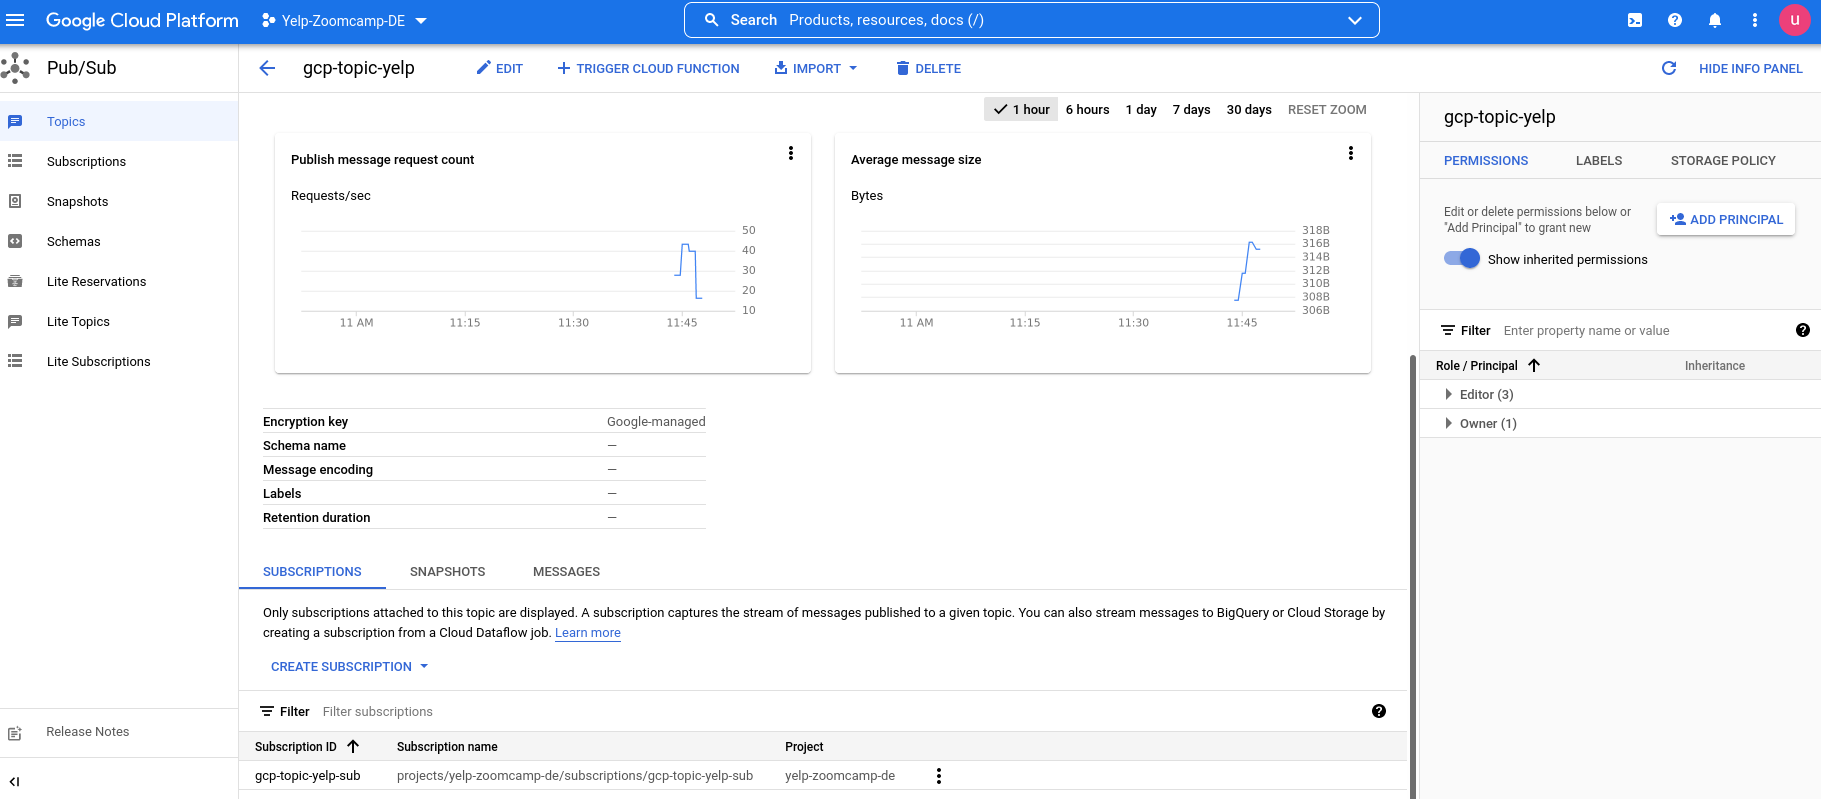 Google Cloud Platform
Yelp-Zoomcamp-DE
Search Products, resources, docs (/)
u
Pub/Sub
gcp-topic-yelp
EDIT
TRIGGER CLOUD FUNCTION
IMPORT
DELETE
HIDE INFO PANEL
Topics
Subscriptions
Snapshots
Schemas
Lite Reservations
Lite Topics
Lite Subscriptions
Release Notes
1 hour 6 hours 1 day 7 days 30 days RESET ZOOM
Publish message request count
Requests/sec
50
40
30
20
10
11 AM 11:15 11:30 11:45
Average message size
Bytes
318B
316B
314B
312B
310B
308B
306B
11 AM 11:15 11:30 11:45
Encryption key Google-managed
Schema name —
Message encoding —
Labels —
Retention duration —
SUBSCRIPTIONS SNAPSHOTS MESSAGES
Only subscriptions attached to this topic are displayed. A subscription captures the stream of messages published to a given topic. You can also stream messages to BigQuery or Cloud Storage by
creating a subscription from a Cloud Dataflow job. Learn more
CREATE SUBSCRIPTION
Filter Filter subscriptions
Subscription ID Subscription name Project
gcp-topic-yelp-sub projects/yelp-zoomcamp-de/subscriptions/gcp-topic-yelp-sub yelp-zoomcamp-de
gcp-topic-yelp
PERMISSIONS LABELS STORAGE POLICY
Edit or delete permissions below or
"Add Principal" to grant new
ADD PRINCIPAL
Show inherited permissions
Filter Enter property name or value
Role / Principal Inheritance
Editor (3)
Owner (1)